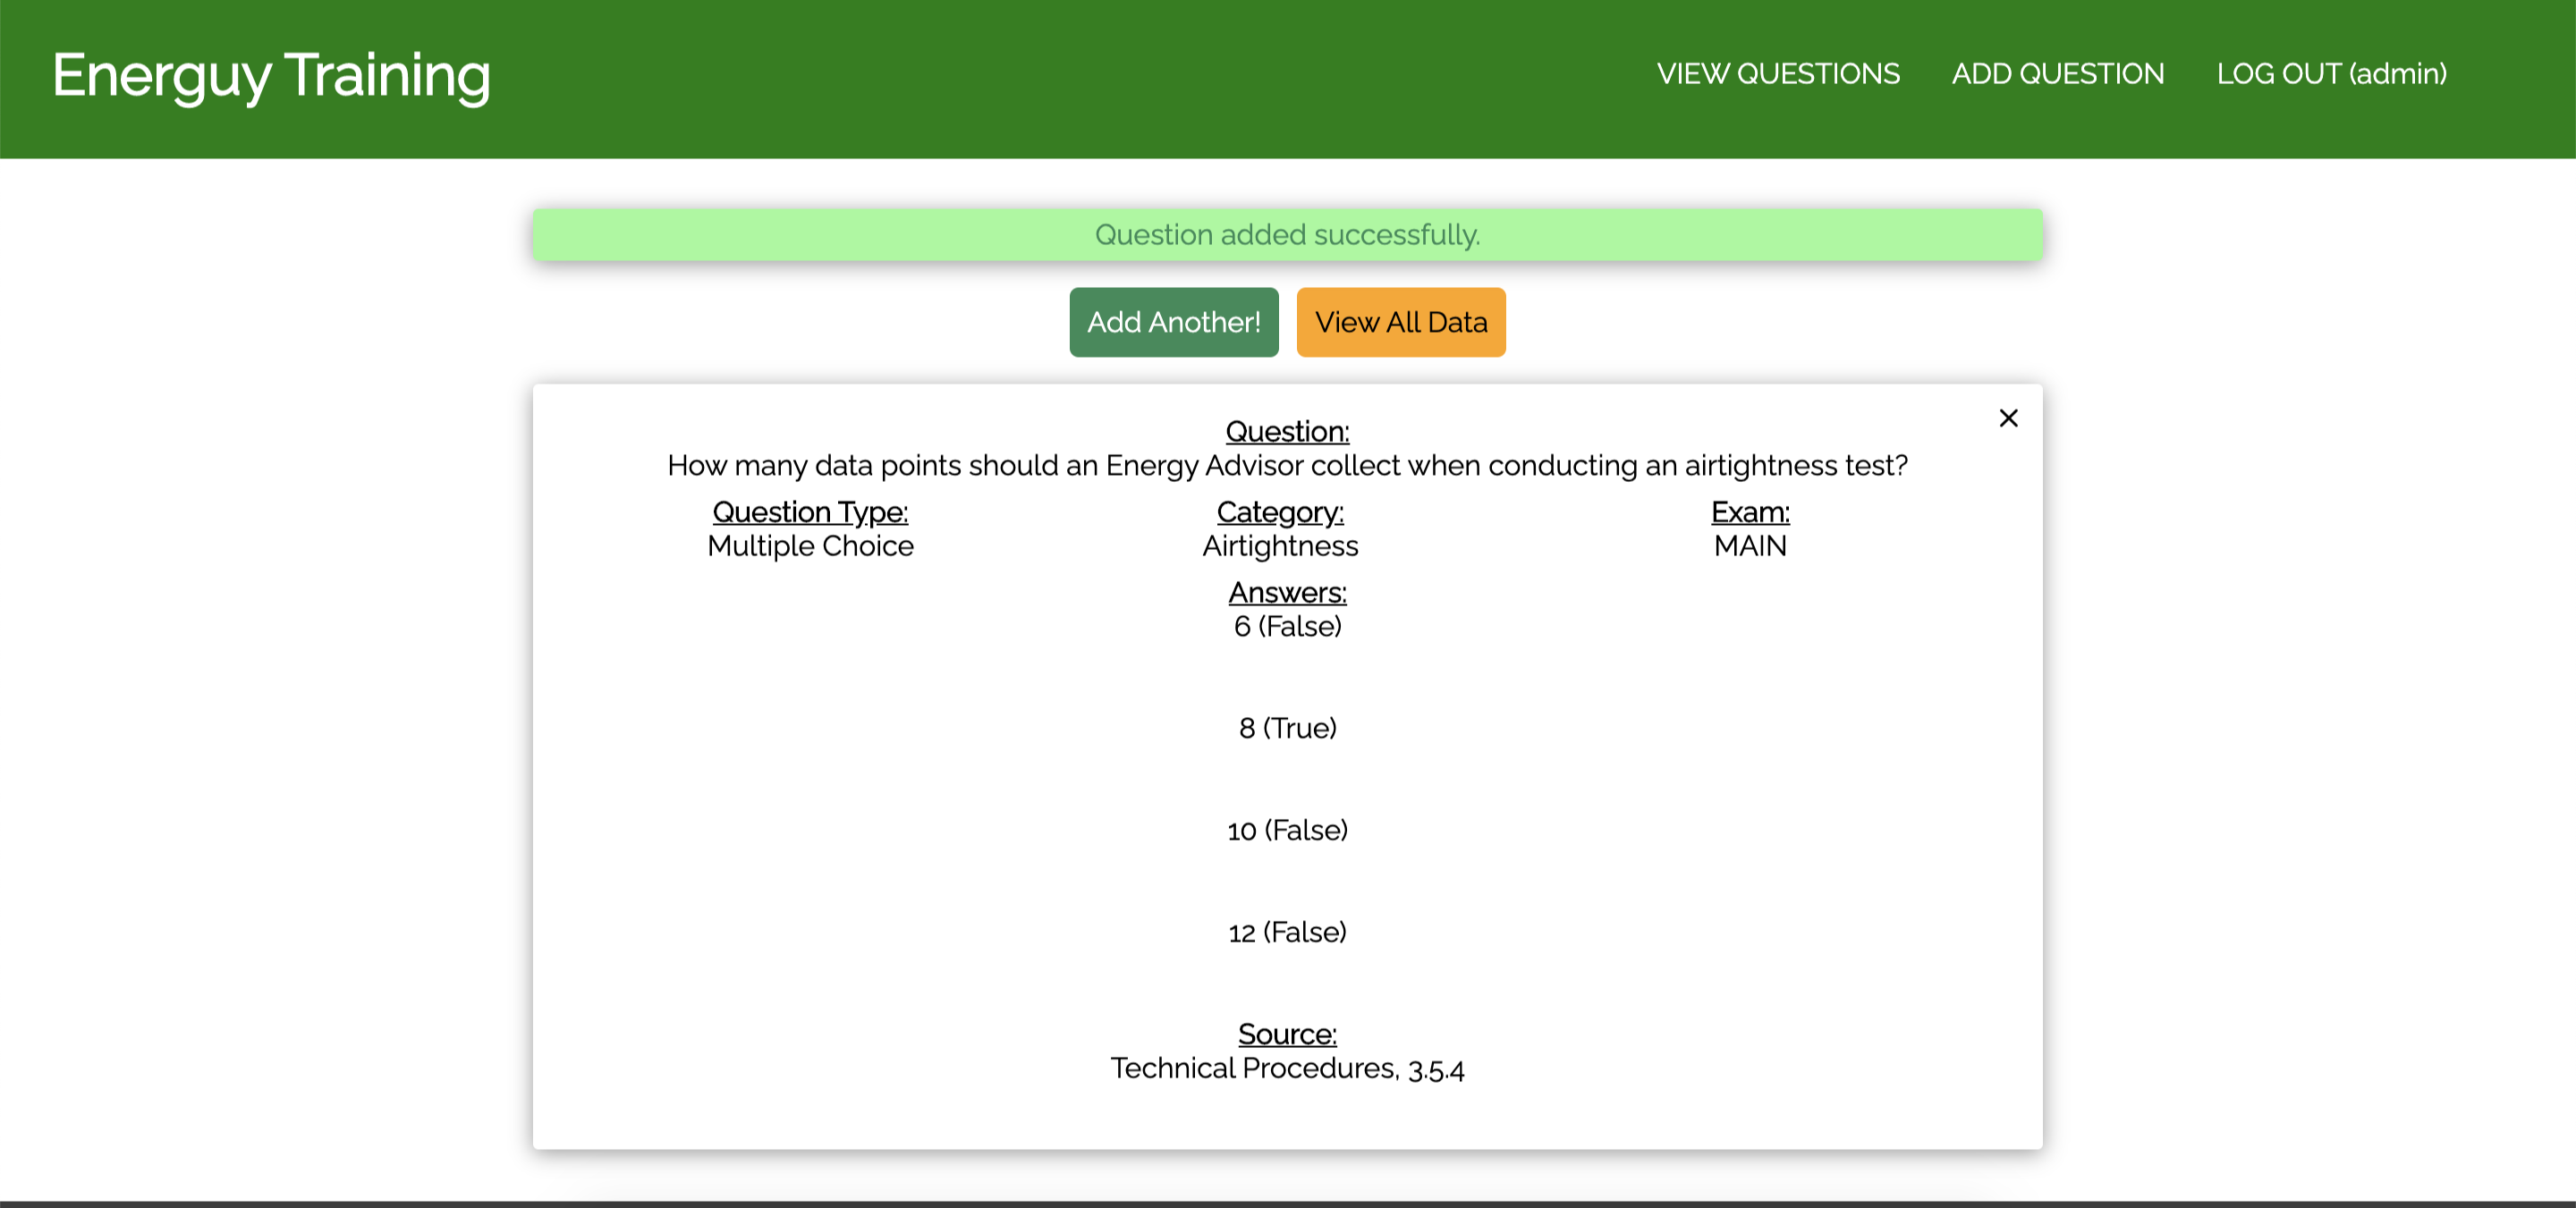 Energuy Training
VIEW QUESTIONS ADD QUESTION LOG OUT (admin)
Question added successfully.
Add Another! View All Data
Question:
How many data points should an Energy Advisor collect when conducting an airtightness test?
Question Type: Category: Exam:
Multiple Choice Airtightness MAIN
Answers:
6 (False)
8 (True)
10 (False)
12 (False)
Source:
Technical Procedures, 3.5.4